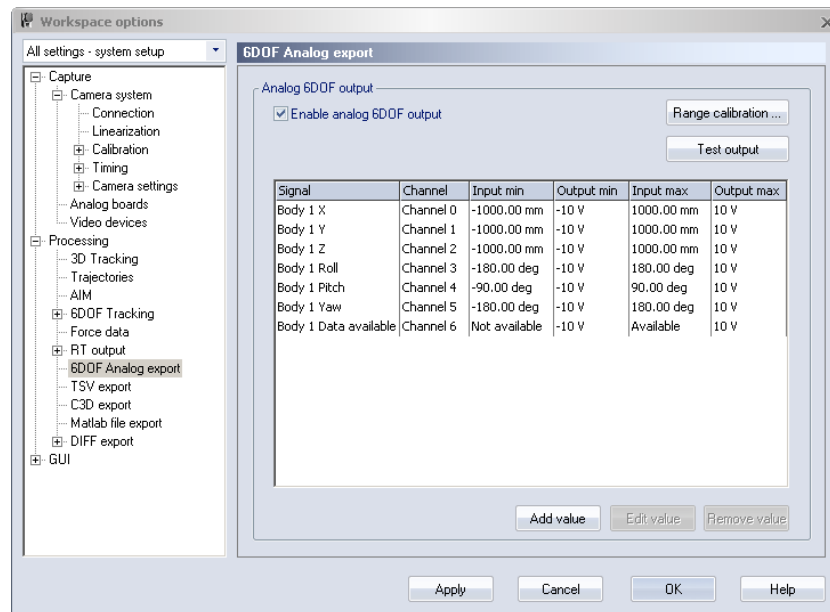 Workspace options
All settings - system setup
Capture
Camera system
Connection
Linearization
Calibration
Timing
Camera settings
Analog boards
Video devices
Processing
3D Tracking
Trajectories
AIM
6DOF Tracking
Force data
RT output
6DOF Analog export
TSV export
C3D export
Matlab file export
DIFF export
GUI
6DOF Analog export
Analog 6DOF output
Enable analog 6DOF output
Range calibration ...
Test output
Signal Channel Input min Output min Input max Output max
Body 1 X Channel 0 -1000.00 mm -10 V 1000.00 mm 10 V
Body 1 Y Channel 1 -1000.00 mm -10 V 1000.00 mm 10 V
Body 1 Z Channel 2 -1000.00 mm -10 V 1000.00 mm 10 V
Body 1 Roll Channel 3 -180.00 deg -10 V 180.00 deg 10 V
Body 1 Pitch Channel 4 -90.00 deg -10 V 90.00 deg 10 V
Body 1 Yaw Channel 5 -180.00 deg -10 V 180.00 deg 10 V
Body 1 Data available Channel 6 Not available -10 V Available 10 V
Add value Edit value Remove value
Apply Cancel OK Help